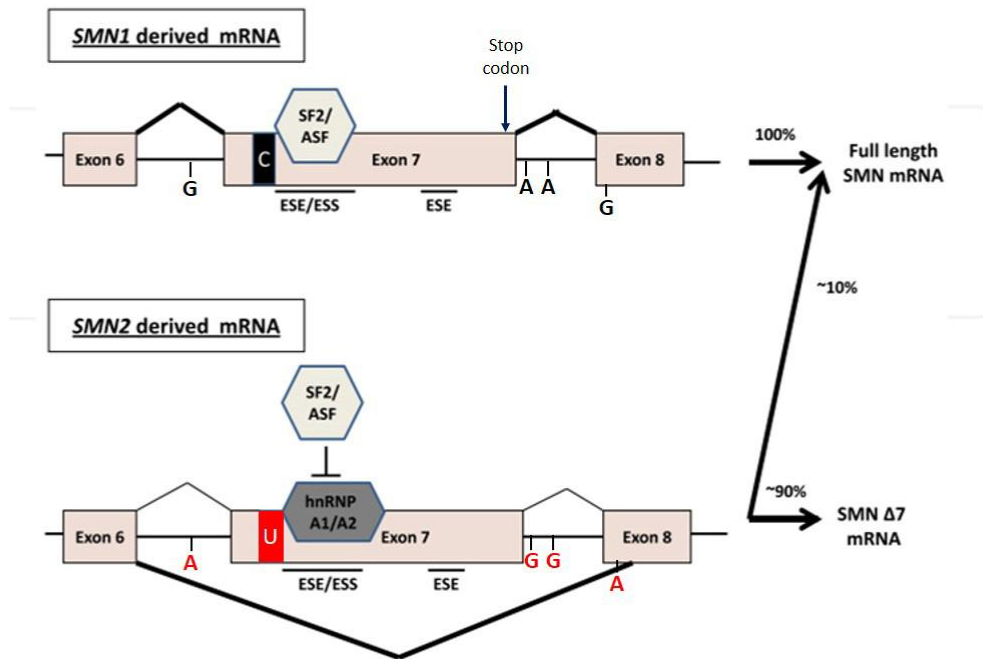 SMN1 derived mRNA
Stop
codon
SF2/
ASF
Exon 6
C
Exon 7
Exon 8
G
A A
G
ESE/ESS
ESE
100%
Full length
SMN mRNA
~10%
SMN2 derived mRNA
SF2/
ASF
hnRNP
A1/A2
Exon 6
U
Exon 7
Exon 8
A
G G
A
ESE/ESS
ESE
~90%
SMN Δ7
mRNA